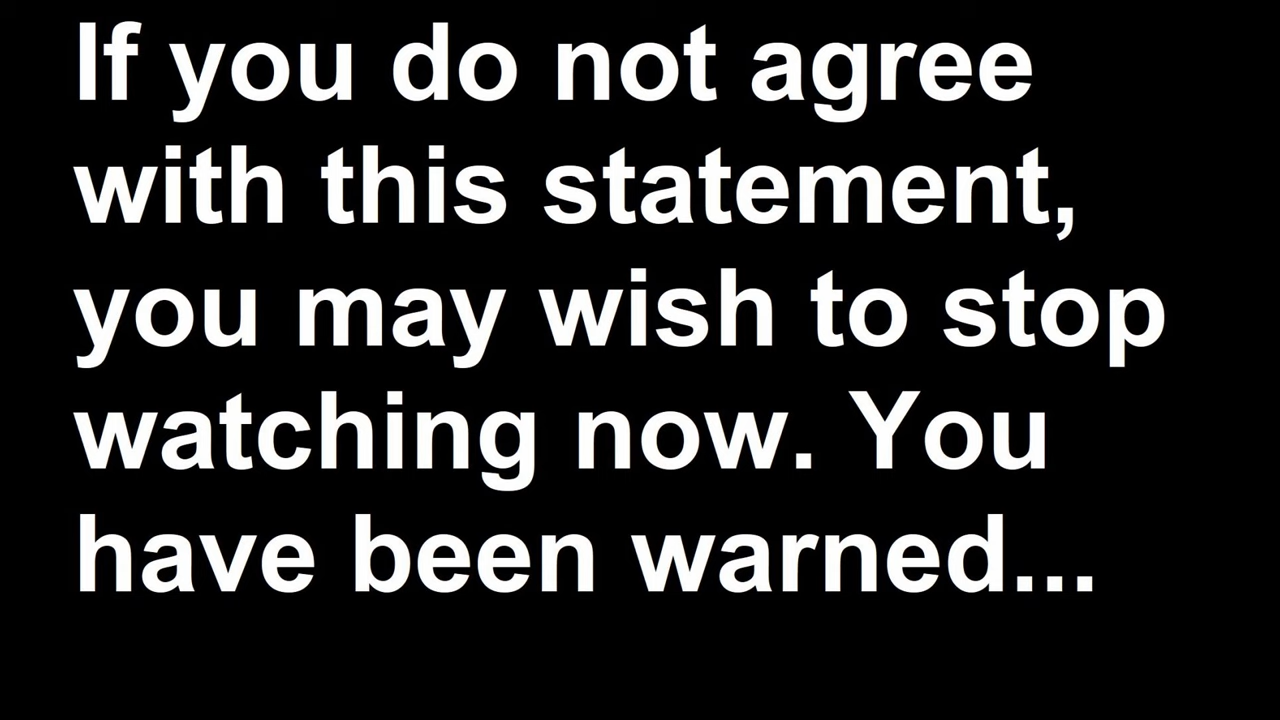 If you do not agree
with this statement,
you may wish to stop
watching now. You
have been warned...